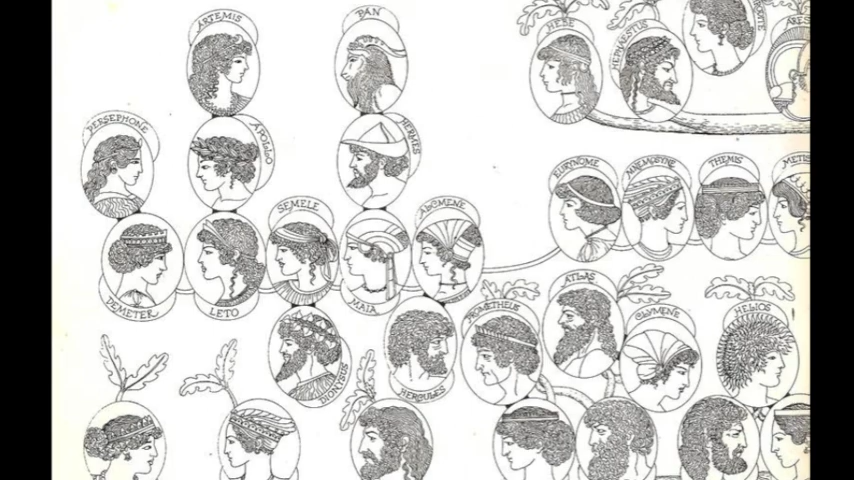 ARTEMIS
PAN
HEBE
HEPHAESTUS
ARES
PERSEPHONE
APOLLO
HERMES
EURYNOME
MNEMOSYNE
THEMIS
METIS
SEMELE
ALCMENE
DEMETER
LETO
MAIA
PROMETHEUS
ATLAS
CLYMENE
HELIOS
DIONYSUS
HERCULES